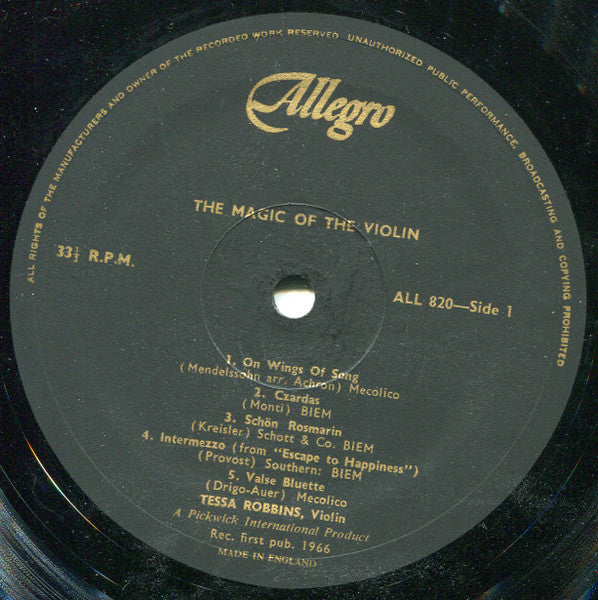 ALL RIGHTS OF THE MANUFACTURERS AND OWNER OF THE RECORDED WORK RESERVED UNAUTHORIZED PUBLIC PERFORMANCE, BROADCASTING AND COPYING PROHIBITED
Allegro
THE MAGIC OF THE VIOLIN
33⅓ R.P.M.
ALL 820—Side 1
1. On Wings Of Song
(Mendelssohn arr, Achron) Mecolico
2. Czardas
(Monti) BIEM
3. Schön Rosmarin
(Kreisler) Schott & Co. BIEM
4. Intermezzo (from “Escape to Happiness”)
(Provost) Southern: BIEM
5. Valse Bluette
(Drigo-Auer) Mecolico
TESSA ROBBINS, Violin
A Pickwick International Product
Rec. first pub. 1966
MADE IN ENGLAND